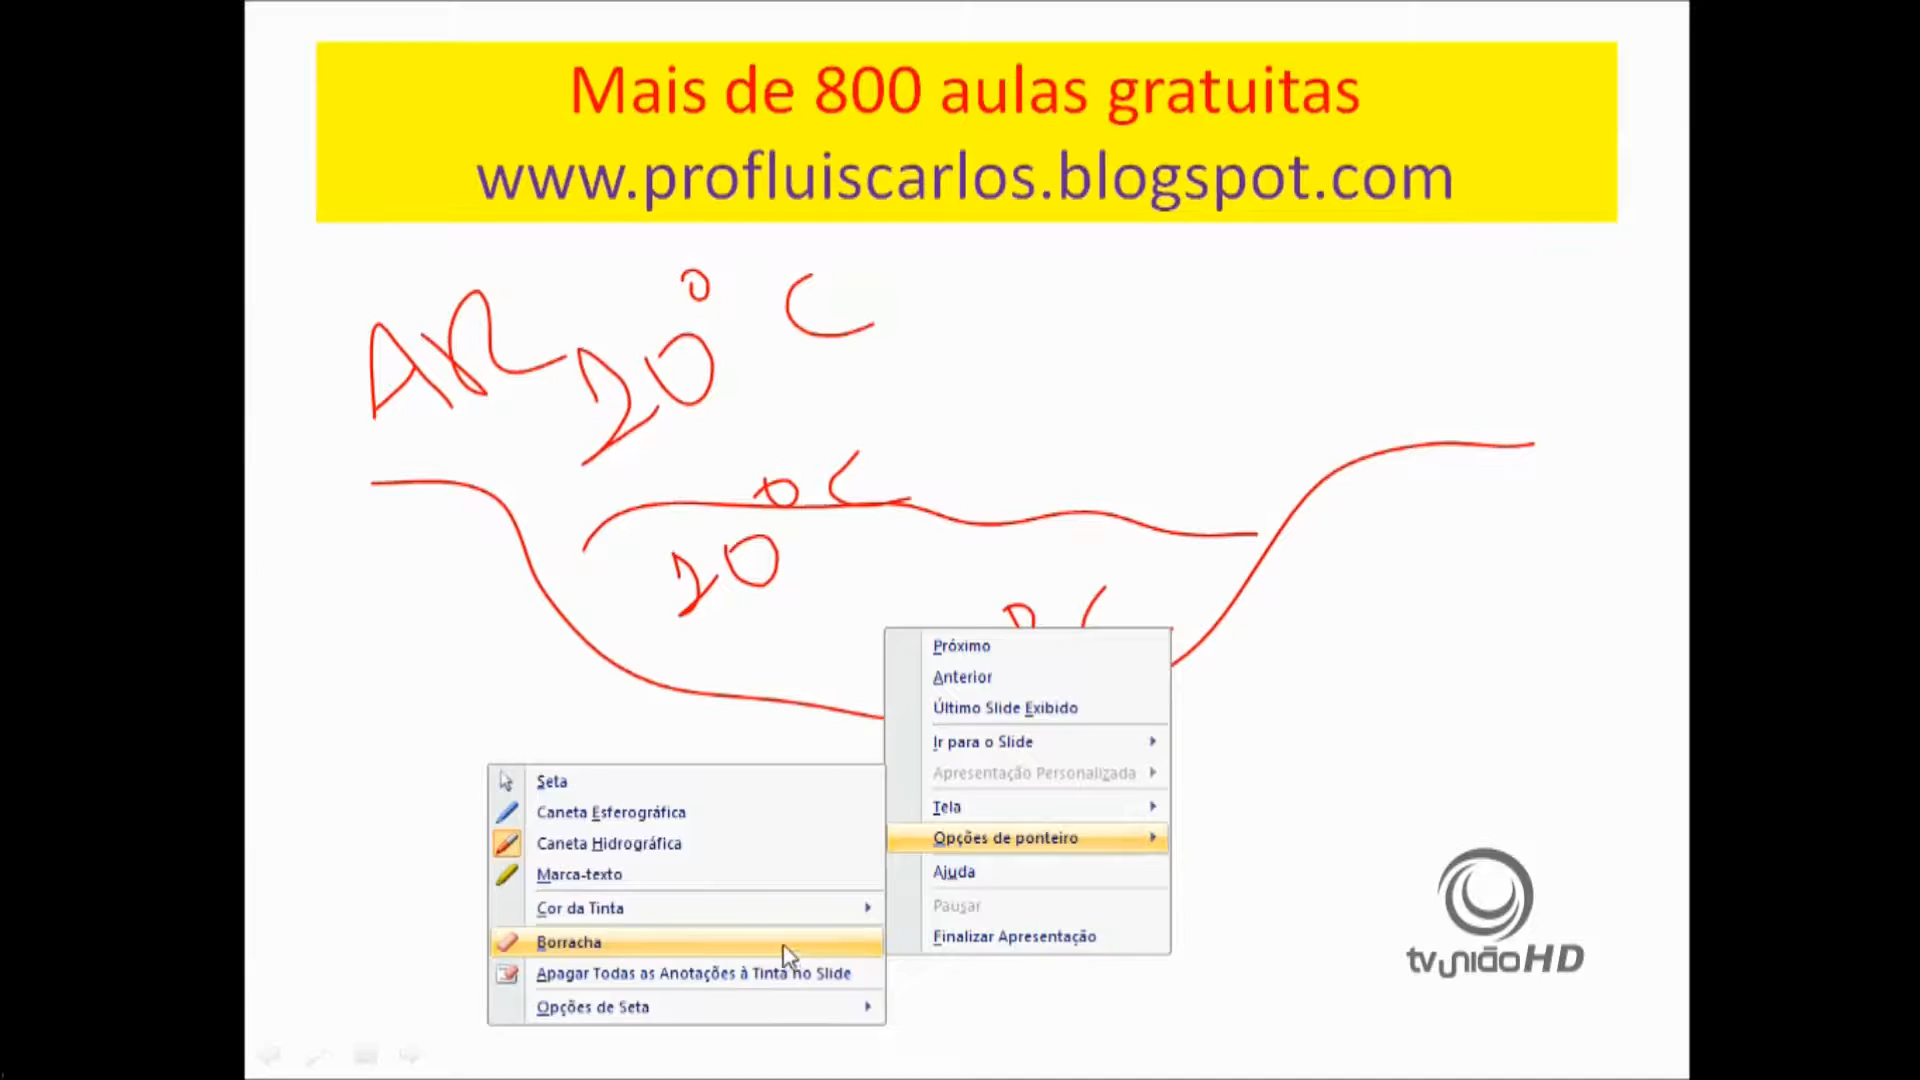 Mais de 800 aulas gratuitas
www.profluiscarlos.blogspot.com
AR 20 º C
º C
20
Próximo
Anterior
Último Slide Exibido
Ir para o Slide
Apresentação Personalizada
Tela
Opções de ponteiro
Ajuda
Pausar
Finalizar Apresentação
Seta
Caneta Esferográfica
Caneta Hidrográfica
Marca-texto
Cor da Tinta
Borracha
Apagar Todas as Anotações à Tinta no Slide
Opções de Seta
tv união HD